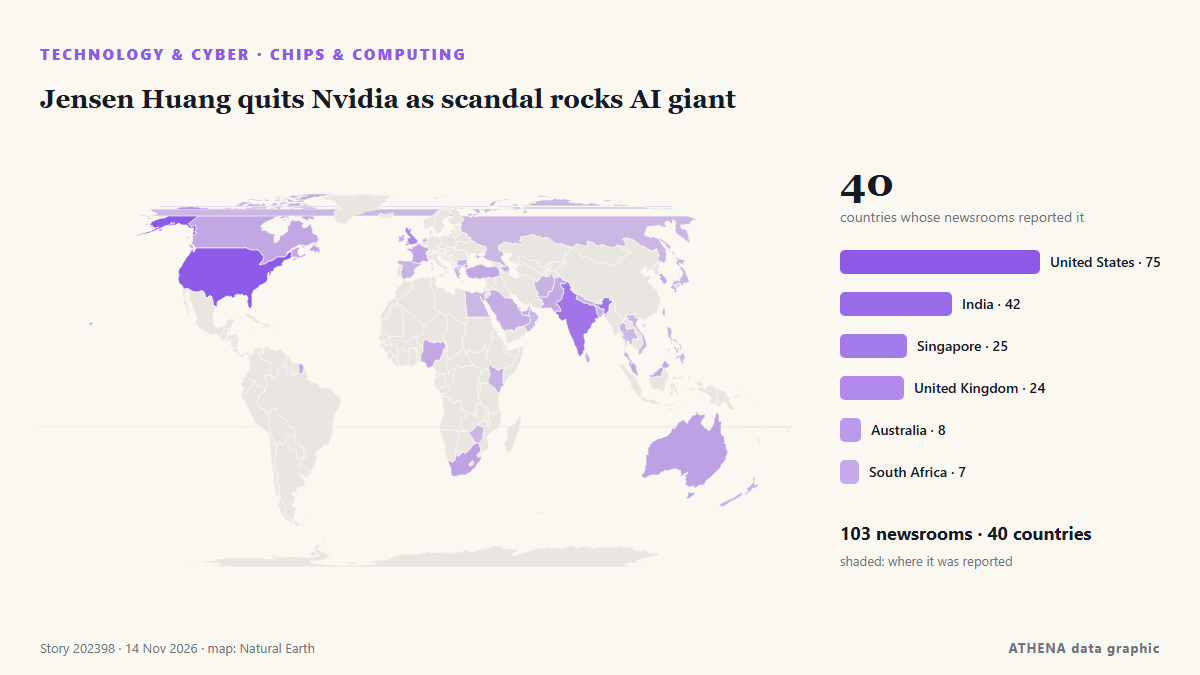 TECHNOLOGY & CYBER · CHIPS & COMPUTING
Jensen Huang quits Nvidia as scandal rocks AI giant
40
countries whose newsrooms reported it
United States · 75
India · 42
Singapore · 25
United Kingdom · 24
Australia · 8
South Africa · 7
103 newsrooms · 40 countries
shaded: where it was reported
Story 202398 · 14 Nov 2026 · map: Natural Earth
ATHENA data graphic